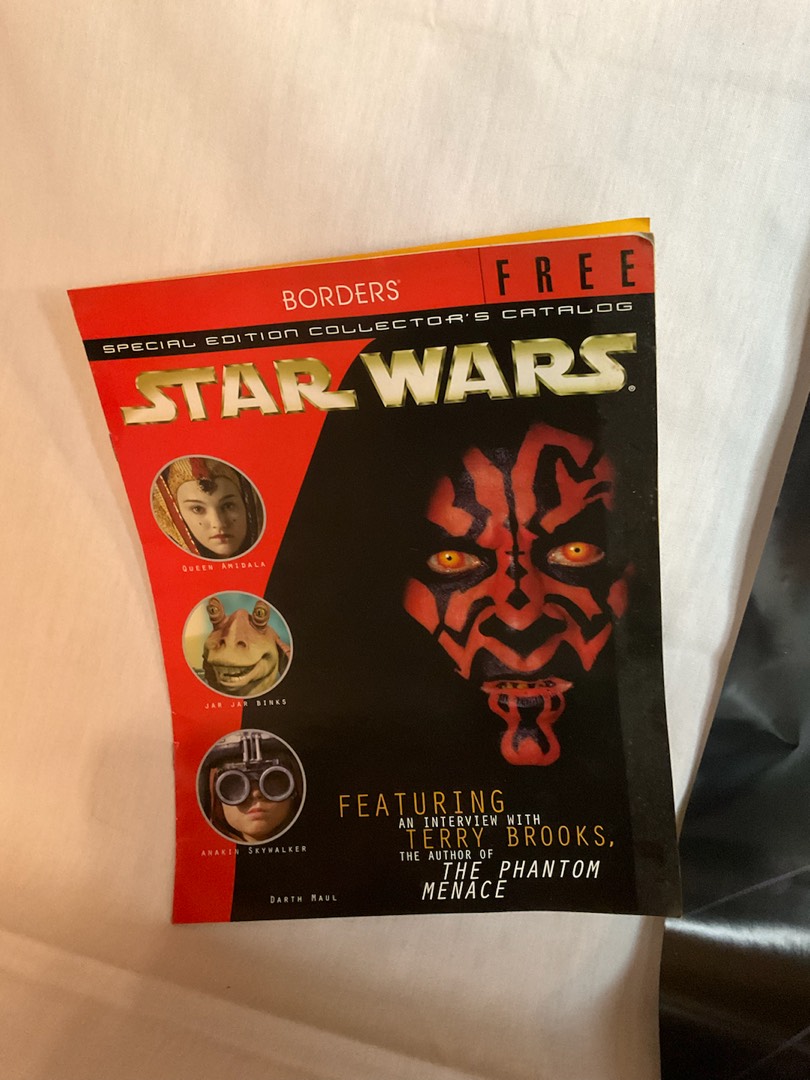 BORDERS®
FREE
SPECIAL EDITION COLLECTOR'S CATALOG
STAR WARS®
QUEEN AMIDALA
JAR JAR BINKS
ANAKIN SKYWALKER
DARTH MAUL
FEATURING
AN INTERVIEW WITH
TERRY BROOKS,
THE AUTHOR OF
THE PHANTOM
MENACE